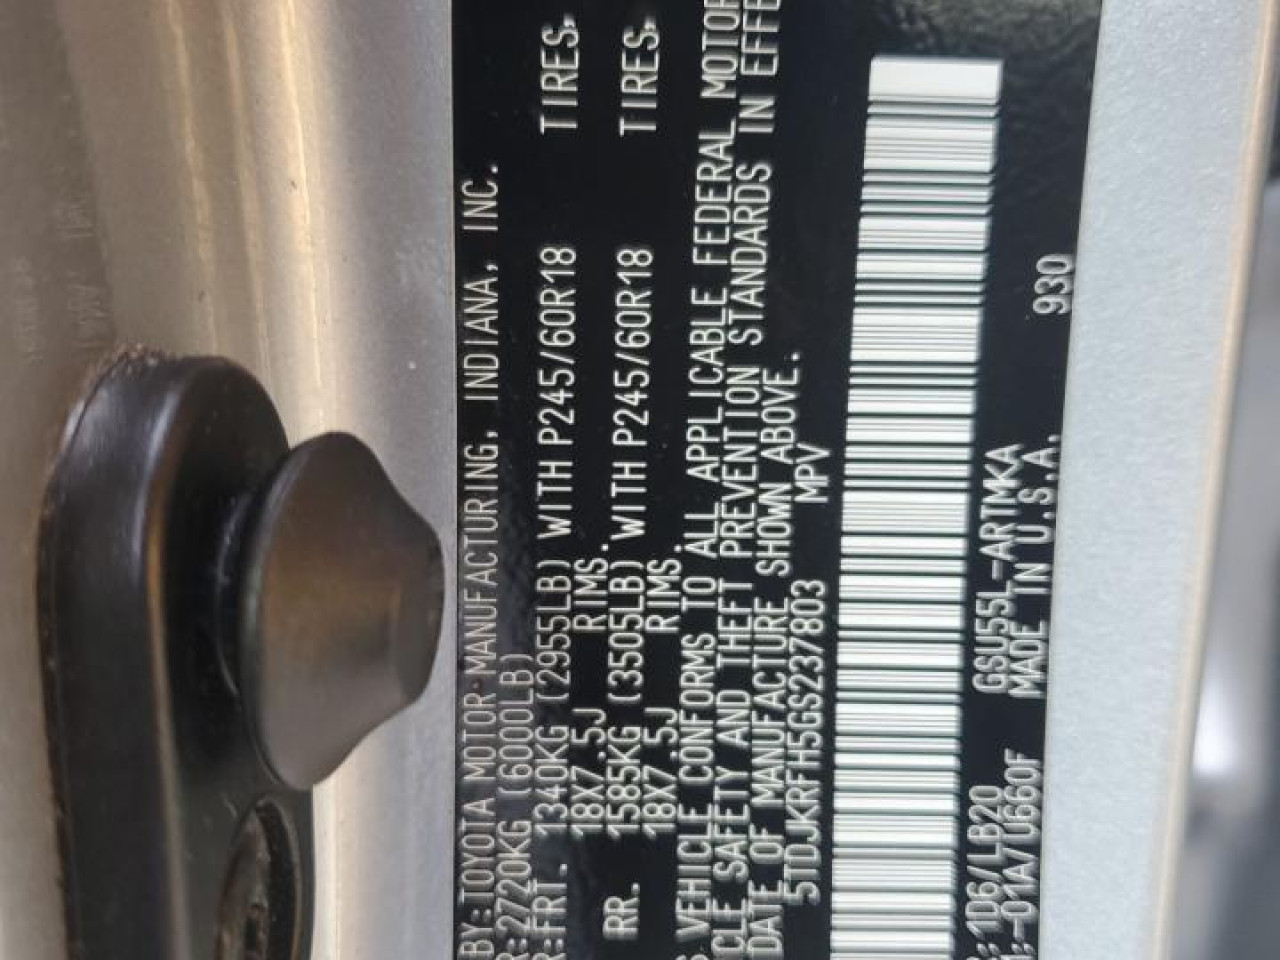 BY:TOYOTA MOTOR MANUFACTURING, INDIANA, INC.
R:2720KG (6000LB)
R:FRT. 1340KG (2955LB) WITH P245/60R18 TIRES,
18X7.5J RIMS.
RR. 1585KG (3505LB) WITH P245/60R18 TIRES,
18X7.5J RIMS.
S VEHICLE CONFORMS TO ALL APPLICABLE FEDERAL MOTOR
CLE SAFETY AND THEFT PREVENTION STANDARDS IN EFFE
DATE OF MANUFACTURE SHOWN ABOVE.
5TDJKRFH5GS237803 MPV
930
:1D6/LB20 GSU55L-ARTMKA
:-01A/U660F MADE IN U.S.A.